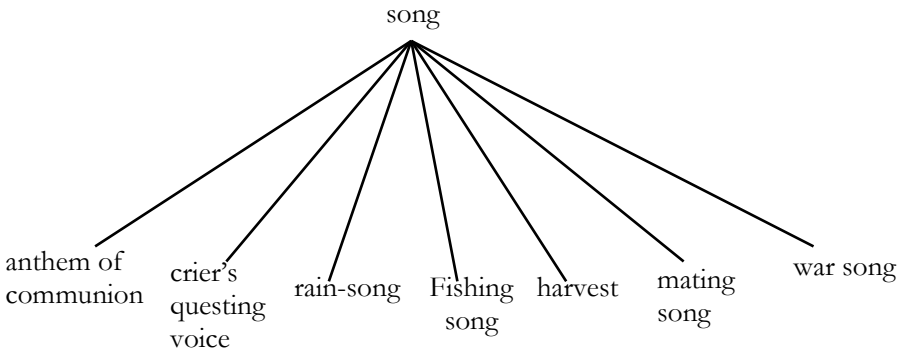 song
anthem of
communion
crier's
questing
voice
rain-song
Fishing
song
harvest
mating
song
war song